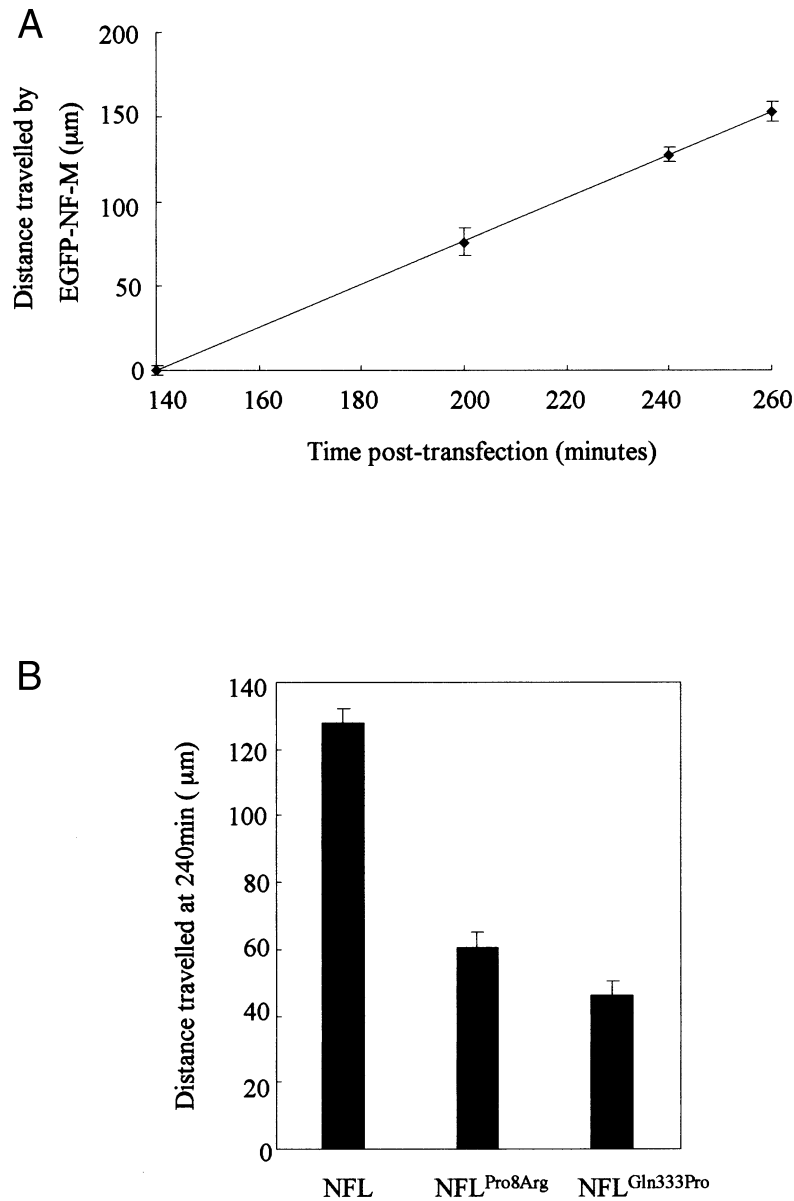 A
200
150
100
50
0
Distance travelled by
EGFP-NF-M (μm)
140 160 180 200 220 240 260
Time post-transfection (minutes)
B
140
120
100
80
60
40
20
0
Distance travelled at 240min ( μm)
NFL NFLPro8Arg NFLGln333Pro